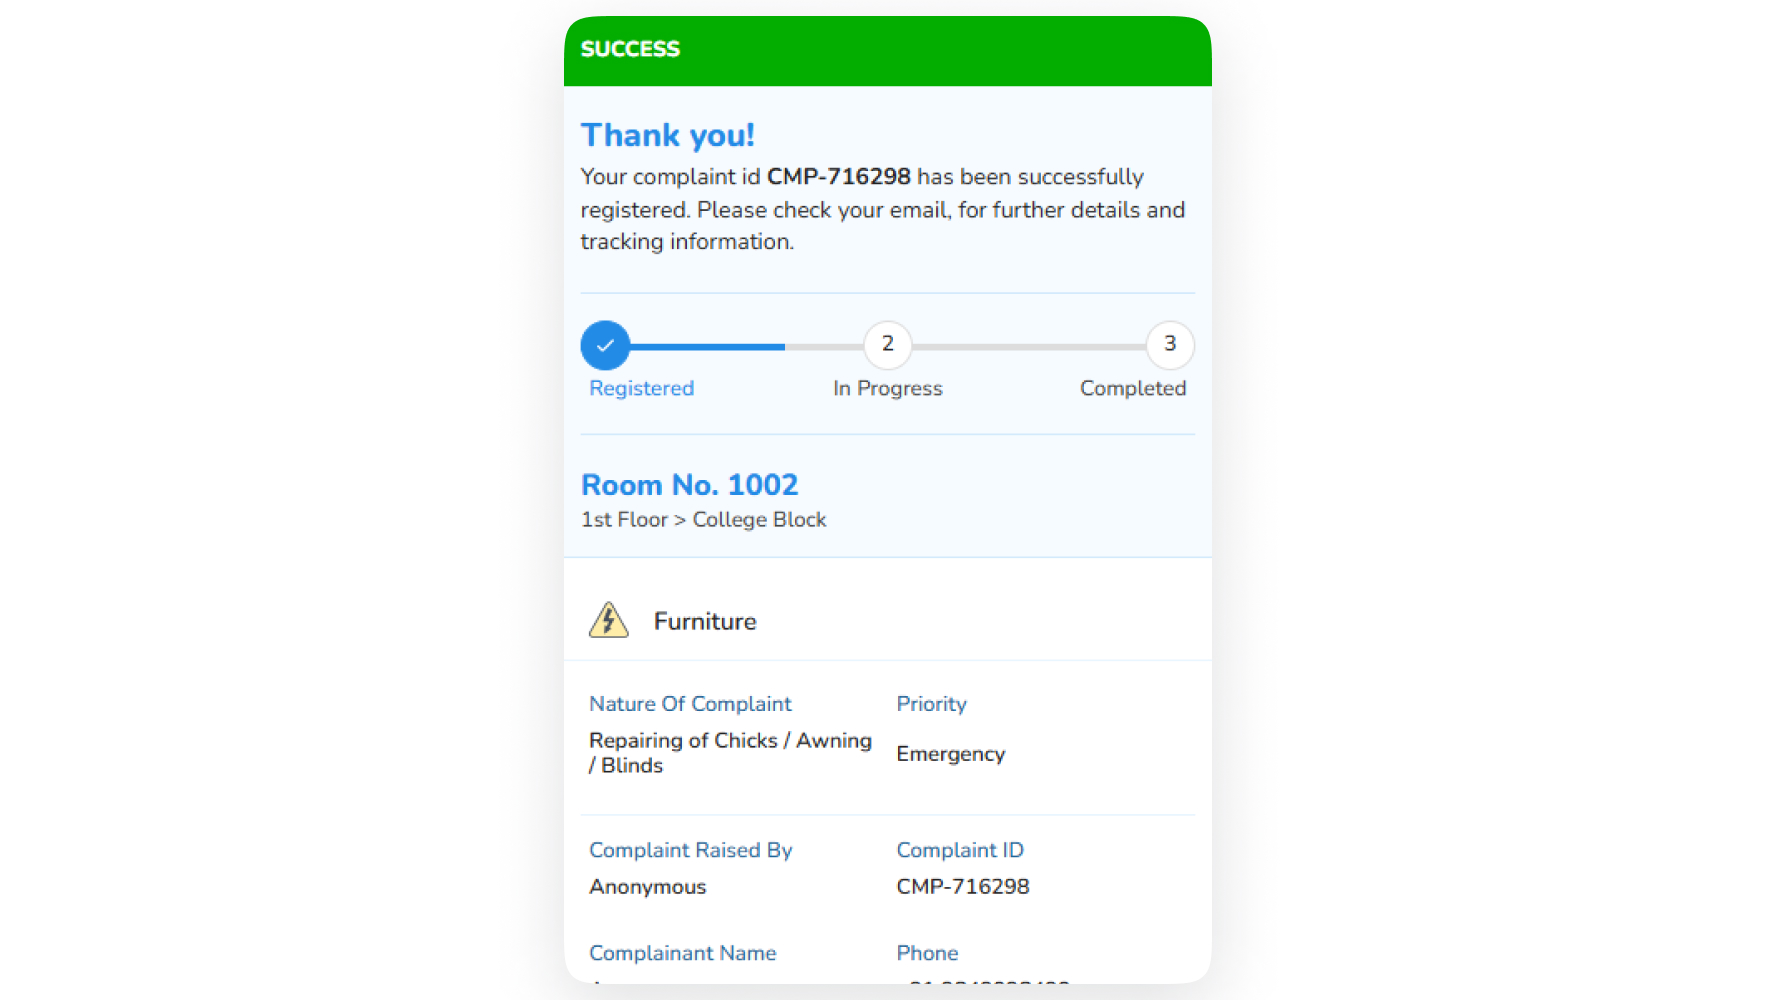 SUCCESS
Thank you!
Your complaint id CMP-716298 has been successfully
registered. Please check your email, for further details and
tracking information.
2
3
Registered
In Progress
Completed
Room No. 1002
1st Floor > College Block
Furniture
Nature Of Complaint
Priority
Repairing of Chicks / Awning
/ Blinds
Emergency
Complaint Raised By
Complaint ID
Anonymous
CMP-716298
Complainant Name
Phone